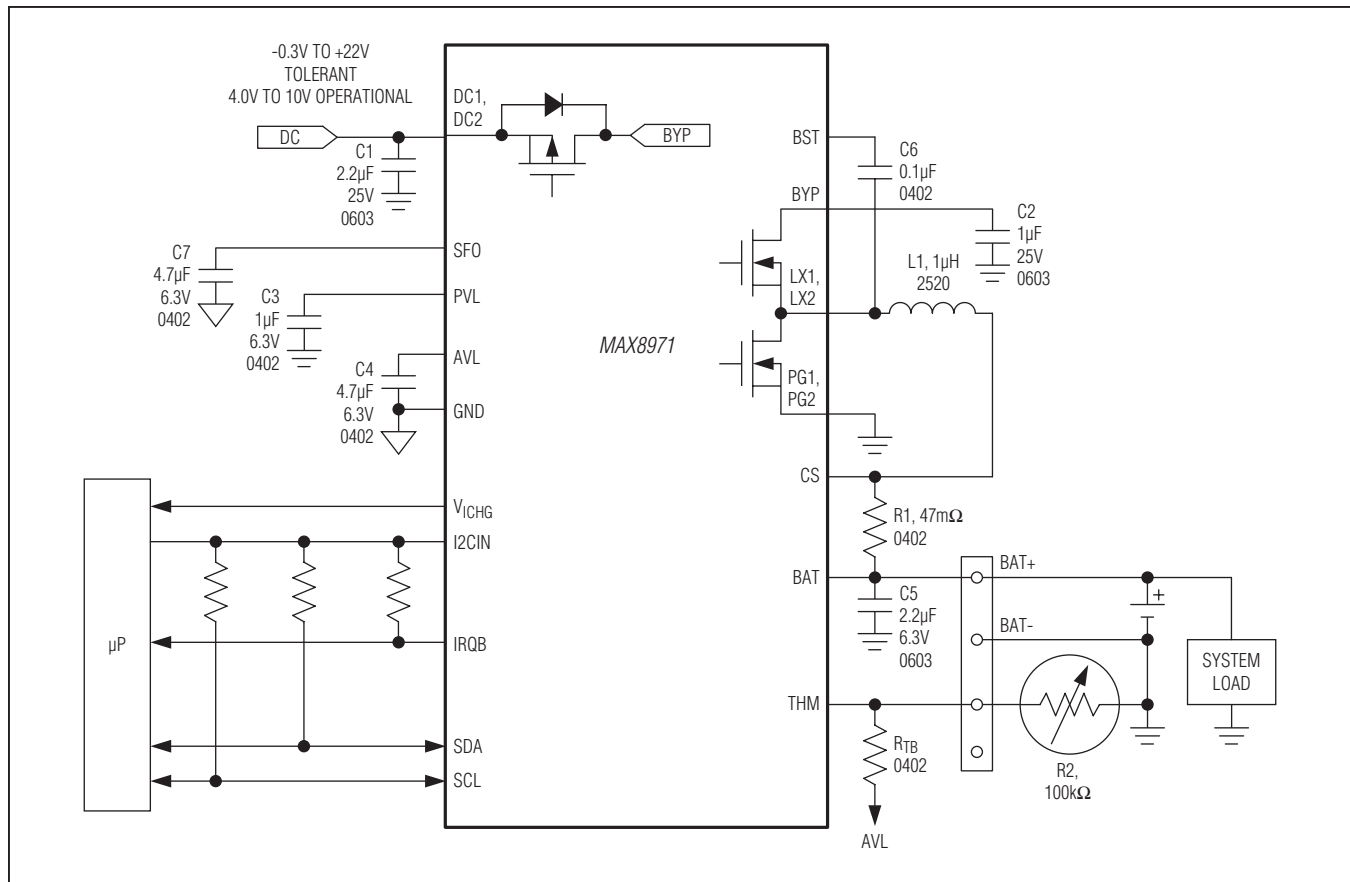 -0.3V TO +22V
TOLERANT
4.0V TO 10V OPERATIONAL
DC
C1
2.2µF
25V
0603
DC1,
DC2
BYP
C7
4.7µF
6.3V
0402
SFO
C3
1µF
6.3V
0402
PVL
C4
4.7µF
6.3V
0402
AVL
GND
MAX8971
BST
C6
0.1µF
0402
BYP
C2
1µF
25V
0603
LX1,
LX2
L1, 1µH
2520
PG1,
PG2
CS
R1, 47mΩ
0402
BAT
C5
2.2µF
6.3V
0603
BAT+
+
BAT-
SYSTEM
LOAD
THM
RTB
0402
AVL
R2,
100kΩ
µP
VICHG
I2CIN
IRQB
SDA
SCL